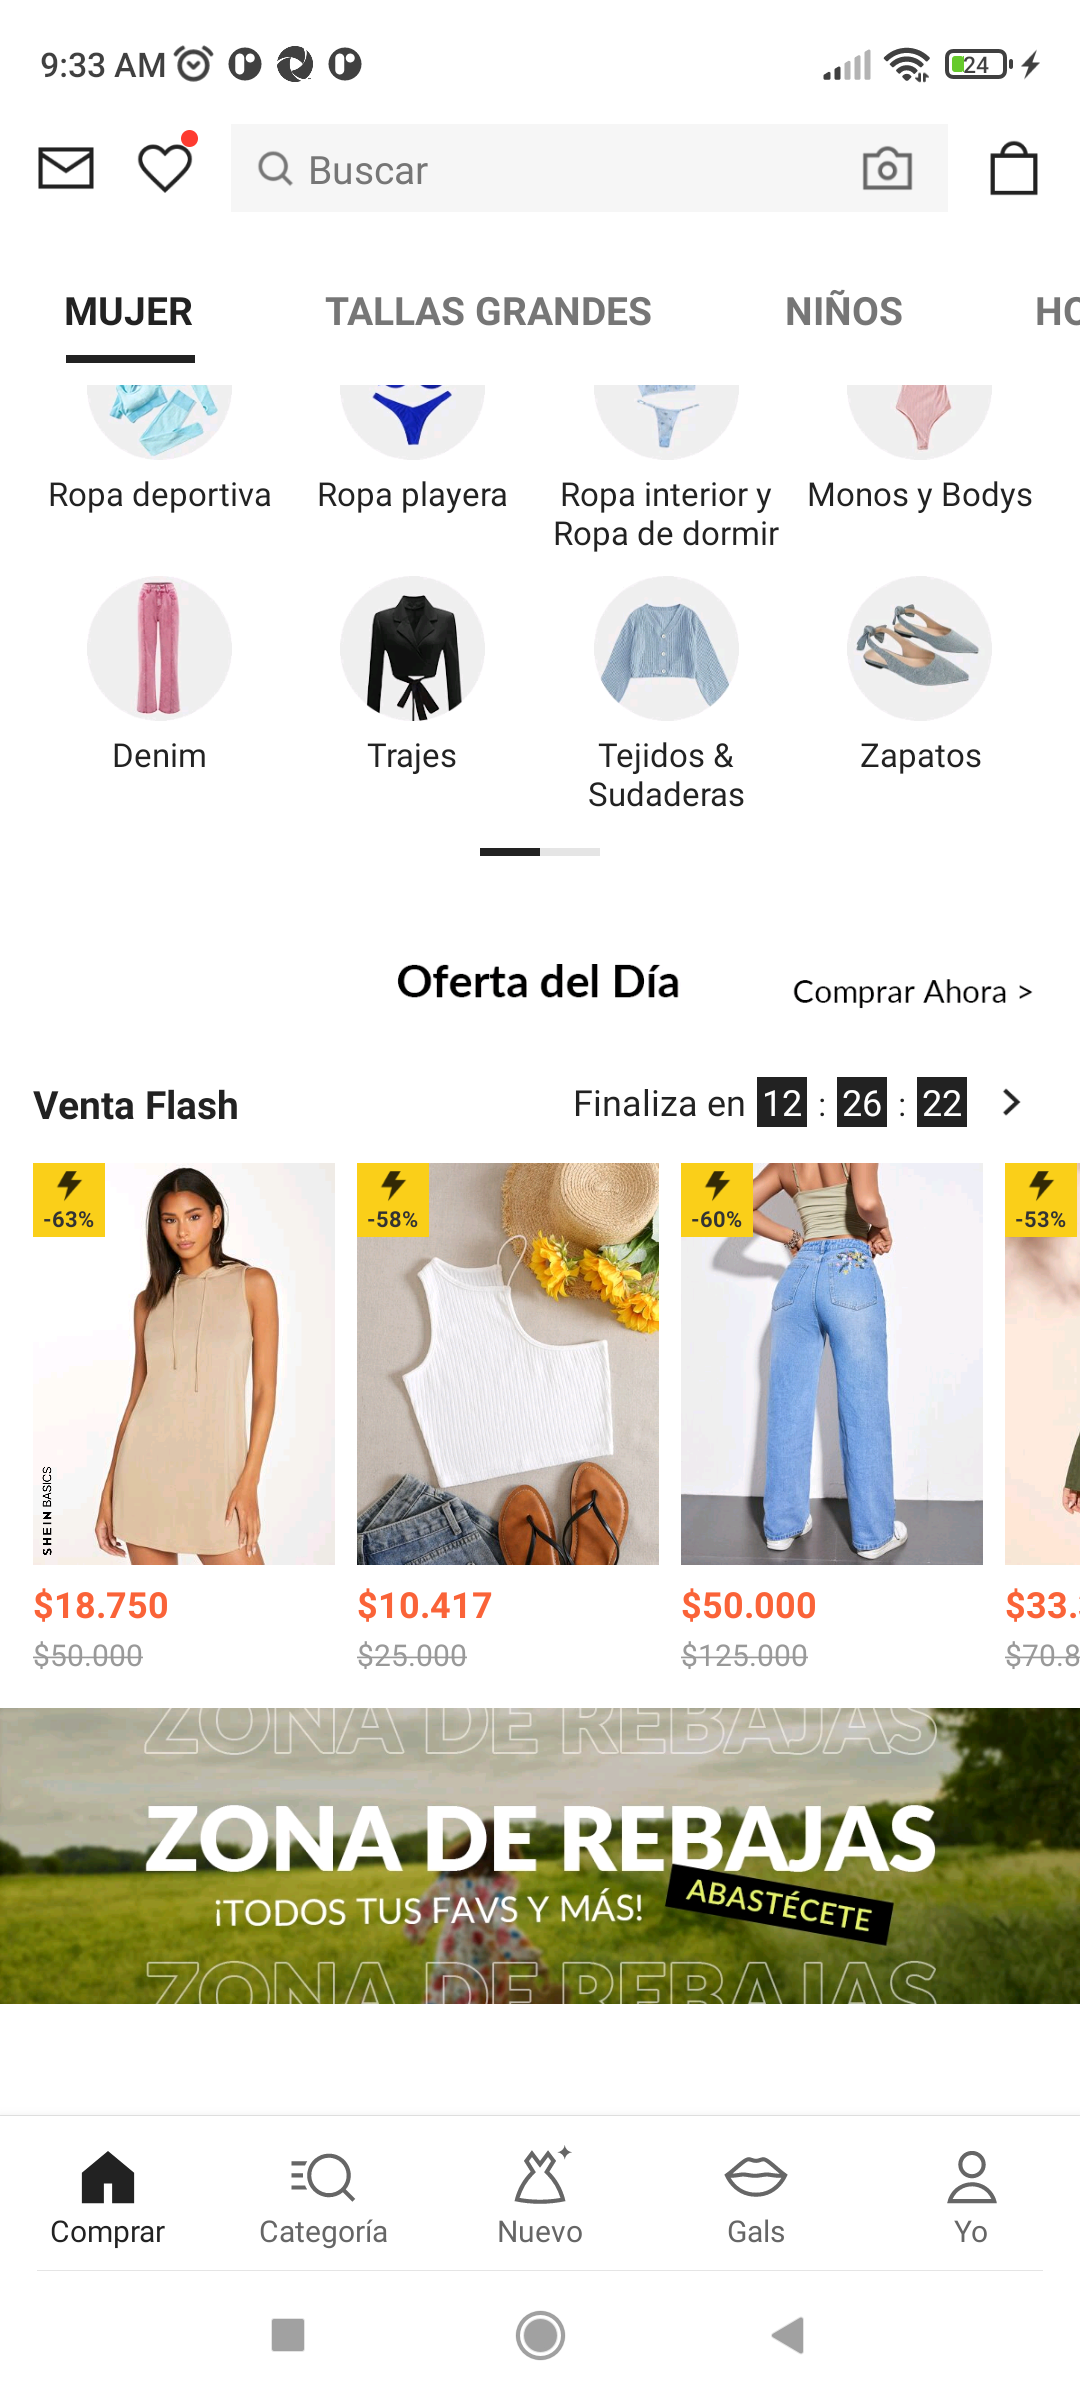 9:33 AM
24
Buscar
MUJER
TALLAS GRANDES
NIÑOS
HO
Ropa deportiva
Ropa playera
Ropa interior y
Ropa de dormir
Monos y Bodys
Denim
Trajes
Tejidos &
Sudaderas
Zapatos
Oferta del Día
Comprar Ahora >
Venta Flash
Finaliza en 12 : 26 : 22
-63%
-58%
-60%
-53%
SHEIN BASICS
$18.750
$10.417
$50.000
$33.
$50.000
$25.000
$125.000
$70.8
ZONA DE REBAJAS
ZONA DE REBAJAS
¡TODOS TUS FAVS Y MÁS!
ABASTÉCETE
ZONA DE REBAJAS
Comprar
Categoría
Nuevo
Gals
Yo